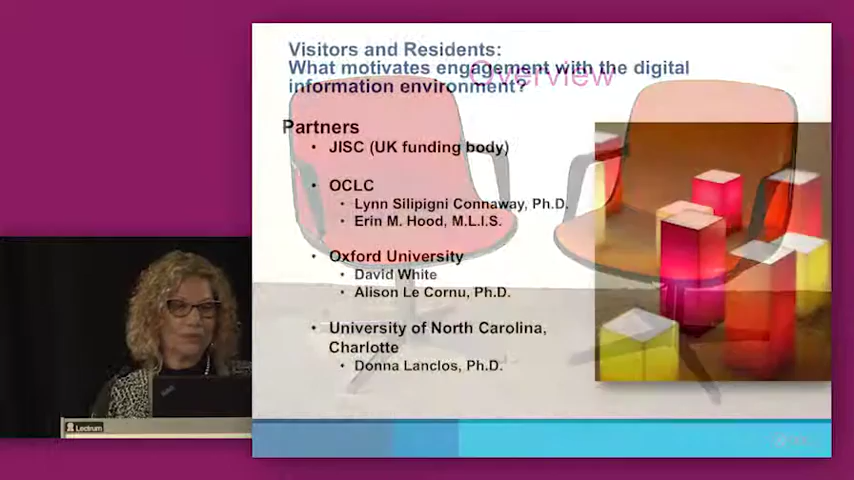 Visitors and Residents:
What motivates engagement with the digital
information environment?
Overview
Partners
• JISC (UK funding body)
• OCLC
• Lynn Silipigni Connaway, Ph.D.
• Erin M. Hood, M.L.I.S.
• Oxford University
• David White
• Alison Le Cornu, Ph.D.
• University of North Carolina,
Charlotte
• Donna Lanclos, Ph.D.
Lectrum